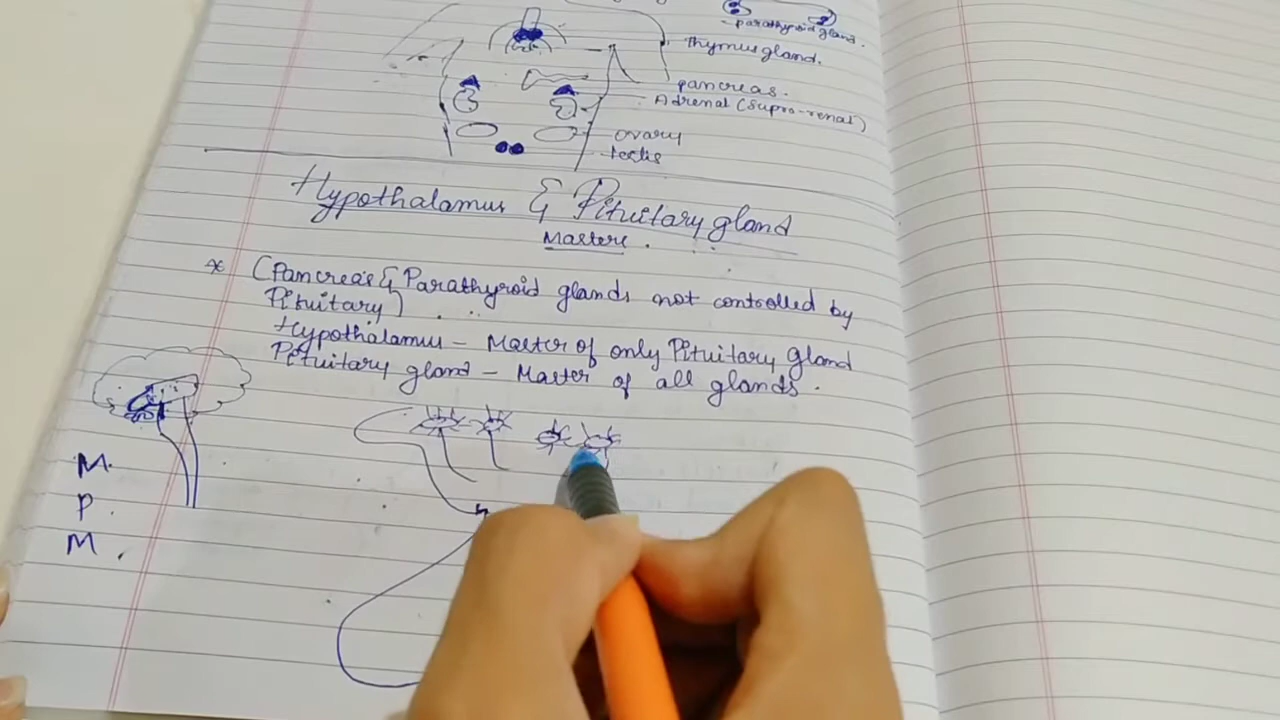 -parathyroid gland.
Thymus gland.
pancreas.
Adrenal (Supra-renal)
ovary
testis
Hypothalamus & Pituitary gland
Master.
* (Pancreas & Parathyroid glands not controlled by
Pituitary)
Hypothalamus - Master of only Pituitary Gland
Pituitary gland - Master of all glands.
M.
P.
M.